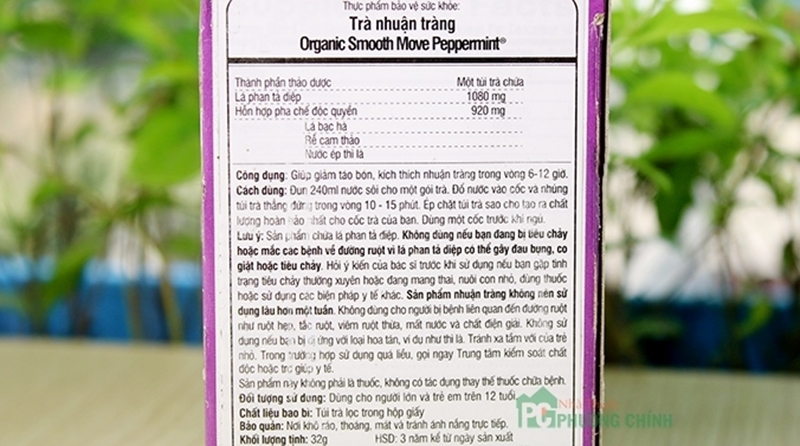 Thực phẩm bảo vệ sức khỏe:
Trà nhuận tràng
Organic Smooth Move Peppermint®
Thành phần thảo dược Một túi trà chứa
Lá phan tả diệp 1080 mg
Hỗn hợp pha chế độc quyền 920 mg
Lá bạc hà
Rễ cam thảo
Nước ép thì là
Công dụng: Giúp giảm táo bón, kích thích nhuận tràng trong vòng 6-12 giờ.
Cách dùng: Đun 240ml nước sôi cho một gói trà. Đổ nước vào cốc và nhúng
túi trà thẳng đứng trong vòng 10 - 15 phút. Ép chặt túi trà sao cho tạo ra chất
lượng hoàn hảo nhất cho cốc trà của bạn. Dùng một cốc trước khi ngủ.
Lưu ý: Sản phẩm chứa lá phan tả diệp. Không dùng nếu bạn đang bị tiêu chảy
hoặc mắc các bệnh về đường ruột vì lá phan tả diệp có thể gây đau bụng, co
giật hoặc tiêu chảy. Hỏi ý kiến của bác sĩ trước khi sử dụng nếu bạn gặp tình
trạng tiêu chảy thường xuyên hoặc đang mang thai, nuôi con nhỏ, dùng thuốc
hoặc sử dụng các biện pháp y tế khác. Sản phẩm nhuận tràng không nên sử
dụng lâu hơn một tuần. Không dùng cho người bị bệnh liên quan đến đường ruột
như ruột hẹp, tắc ruột, viêm ruột thừa, mất nước và chất điện giải. Không sử
dụng nếu bạn bị dị ứng với loại hoa tán, ví dụ như thì là. Tránh xa tầm với của trẻ
nhỏ. Trong trường hợp sử dụng quá liều, gọi ngay Trung tâm kiểm soát chất
độc hoặc trợ giúp y tế.
Sản phẩm này không phải là thuốc, không có tác dụng thay thế thuốc chữa bệnh.
Đối tượng sử dụng: Dùng cho người lớn và trẻ em trên 12 tuổi.
Chất liệu bao bì: Túi trà lọc trong hộp giấy
Bảo quản: Nơi khô ráo, thoáng, mát và tránh ánh nắng trực tiếp.
Khối lượng tịnh: 32g HSD: 3 năm kể từ ngày sản xuất
PC
PHƯƠNG CHÍNH